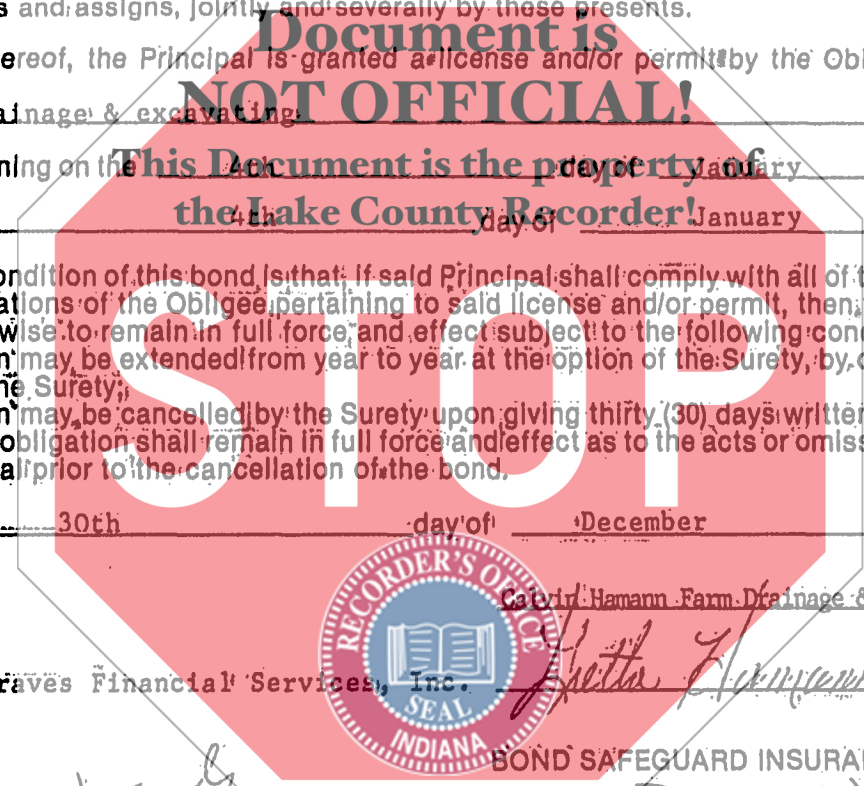 s and assigns, jointly and severally by these presents.
Document is
ereof, the Principal is granted a license and/or permit by the Obl
NOT OFFICIAL!
ainage & excavating
This Document is the property of
ning on the 4th day of January
the Lake County Recorder!
4th day of January
ondition of this bond is that if said Principal shall comply with all of t
ations of the Obligee pertaining to said license and/or permit, then
wise to remain in full force and effect subject to the following con
n may be extended from year to year at the option of the Surety, by c
he Surety;
n may be cancelled by the Surety upon giving thirty (30) days written
obligation shall remain in full force and effect as to the acts or omiss
al prior to the cancellation of the bond.
STOP
30th day of December
RECORDER'S OFFICE
Calvin Hamann Farm Drainage &
raves Financial Services, Inc.
SEAL
INDIANA
BOND SAFEGUARD INSURA